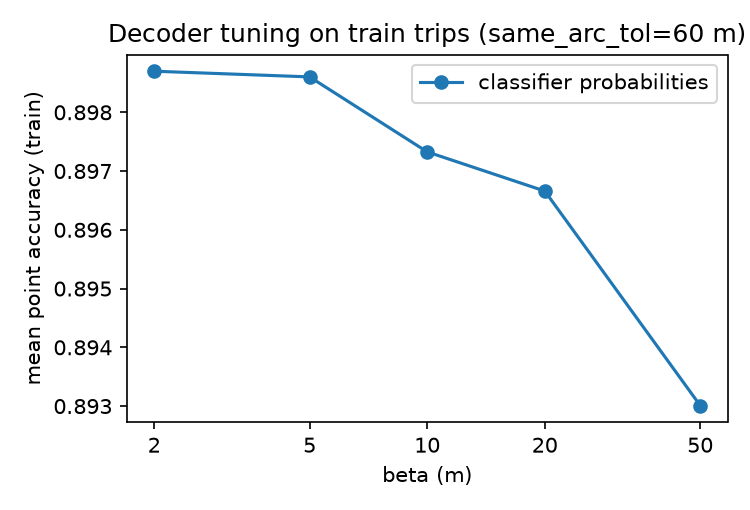 Decoder tuning on train trips (same_arc_tol=60 m)
classifier probabilities
mean point accuracy (train)
0.898
0.897
0.896
0.895
0.894
0.893
2 5 10 20 50
beta (m)